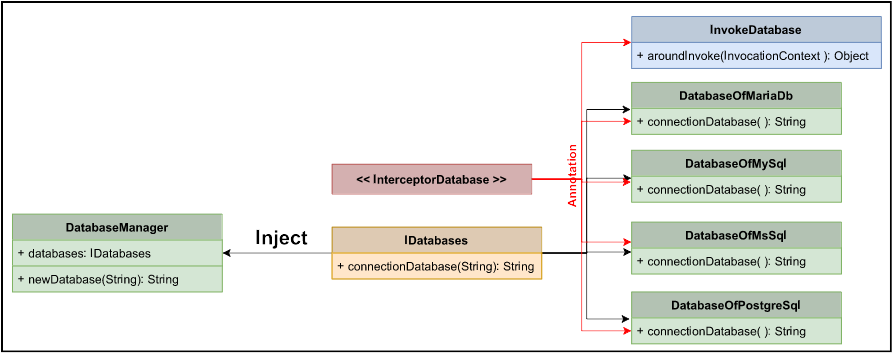 InvokeDatabase
+ aroundInvoke(InvocationContext ): Object
DatabaseOfMariaDb
+ connectionDatabase( ): String
Annotation
<< InterceptorDatabase >>
DatabaseOfMySql
+ connectionDatabase( ): String
DatabaseManager
+ databases: IDatabases
+ newDatabase(String): String
Inject
IDatabases
+ connectionDatabase(String): String
DatabaseOfMsSql
+ connectionDatabase( ): String
DatabaseOfPostgreSql
+ connectionDatabase( ): String